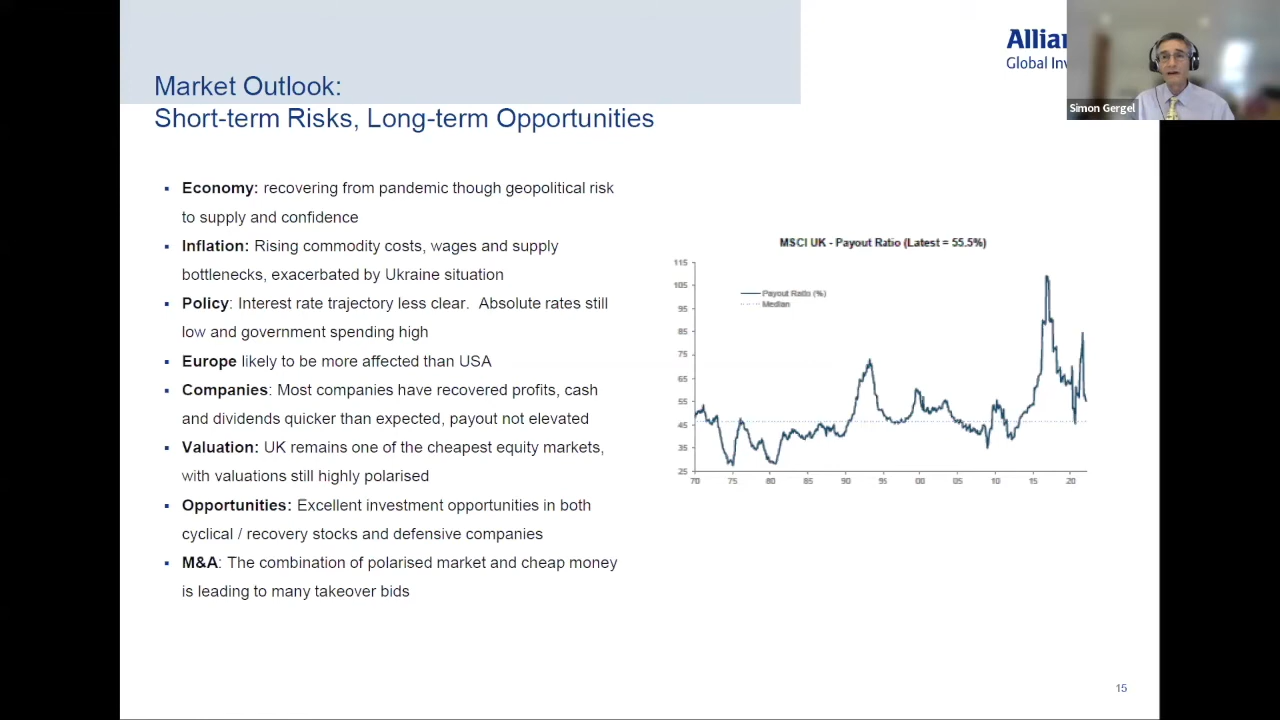 Allian
Global Inv
Simon Gergel
Market Outlook:
Short-term Risks, Long-term Opportunities
▪ Economy: recovering from pandemic though geopolitical risk
to supply and confidence
▪ Inflation: Rising commodity costs, wages and supply
bottlenecks, exacerbated by Ukraine situation
▪ Policy: Interest rate trajectory less clear.  Absolute rates still
low and government spending high
▪ Europe likely to be more affected than USA
▪ Companies: Most companies have recovered profits, cash
and dividends quicker than expected, payout not elevated
▪ Valuation: UK remains one of the cheapest equity markets,
with valuations still highly polarised
▪ Opportunities: Excellent investment opportunities in both
cyclical / recovery stocks and defensive companies
▪ M&A: The combination of polarised market and cheap money
is leading to many takeover bids
MSCI UK - Payout Ratio (Latest = 55.5%)
Payout Ratio (%)
Median
115
105
95
85
75
65
55
45
35
25
70 75 80 85 90 95 00 05 10 15 20
15